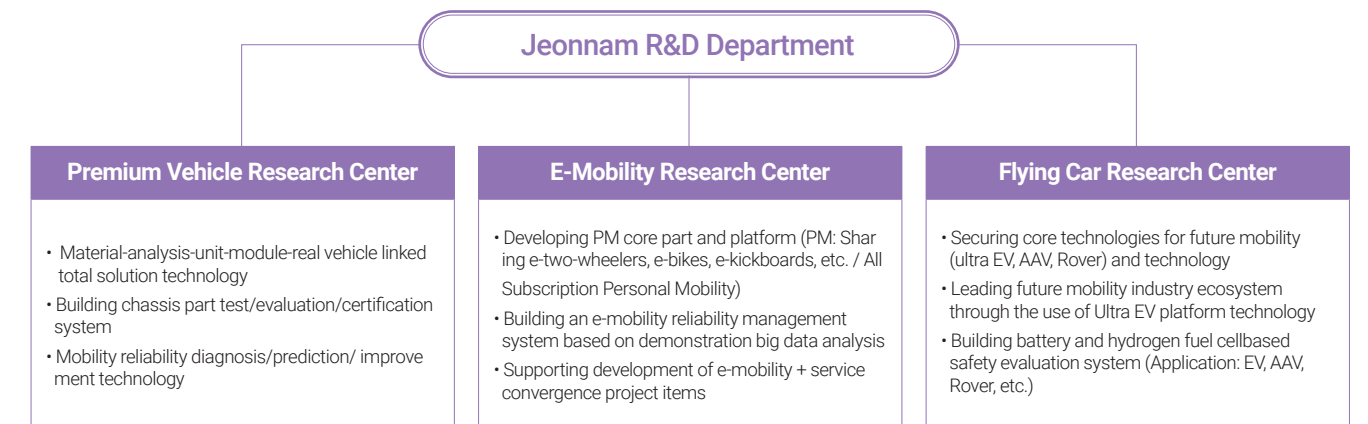 Jeonnam R&D Department
Premium Vehicle Research Center
• Material-analysis-unit-module-real vehicle linked
total solution technology
• Building chassis part test/evaluation/certification
system
• Mobility reliability diagnosis/prediction/ improve
ment technology
E-Mobility Research Center
• Developing PM core part and platform (PM: Shar
ing e-two-wheelers, e-bikes, e-kickboards, etc. / All
Subscription Personal Mobility)
• Building an e-mobility reliability management
system based on demonstration big data analysis
• Supporting development of e-mobility + service
convergence project items
Flying Car Research Center
• Securing core technologies for future mobility
(ultra EV, AAV, Rover) and technology
• Leading future mobility industry ecosystem
through the use of Ultra EV platform technology
• Building battery and hydrogen fuel cellbased
safety evaluation system (Application: EV, AAV,
Rover, etc.)